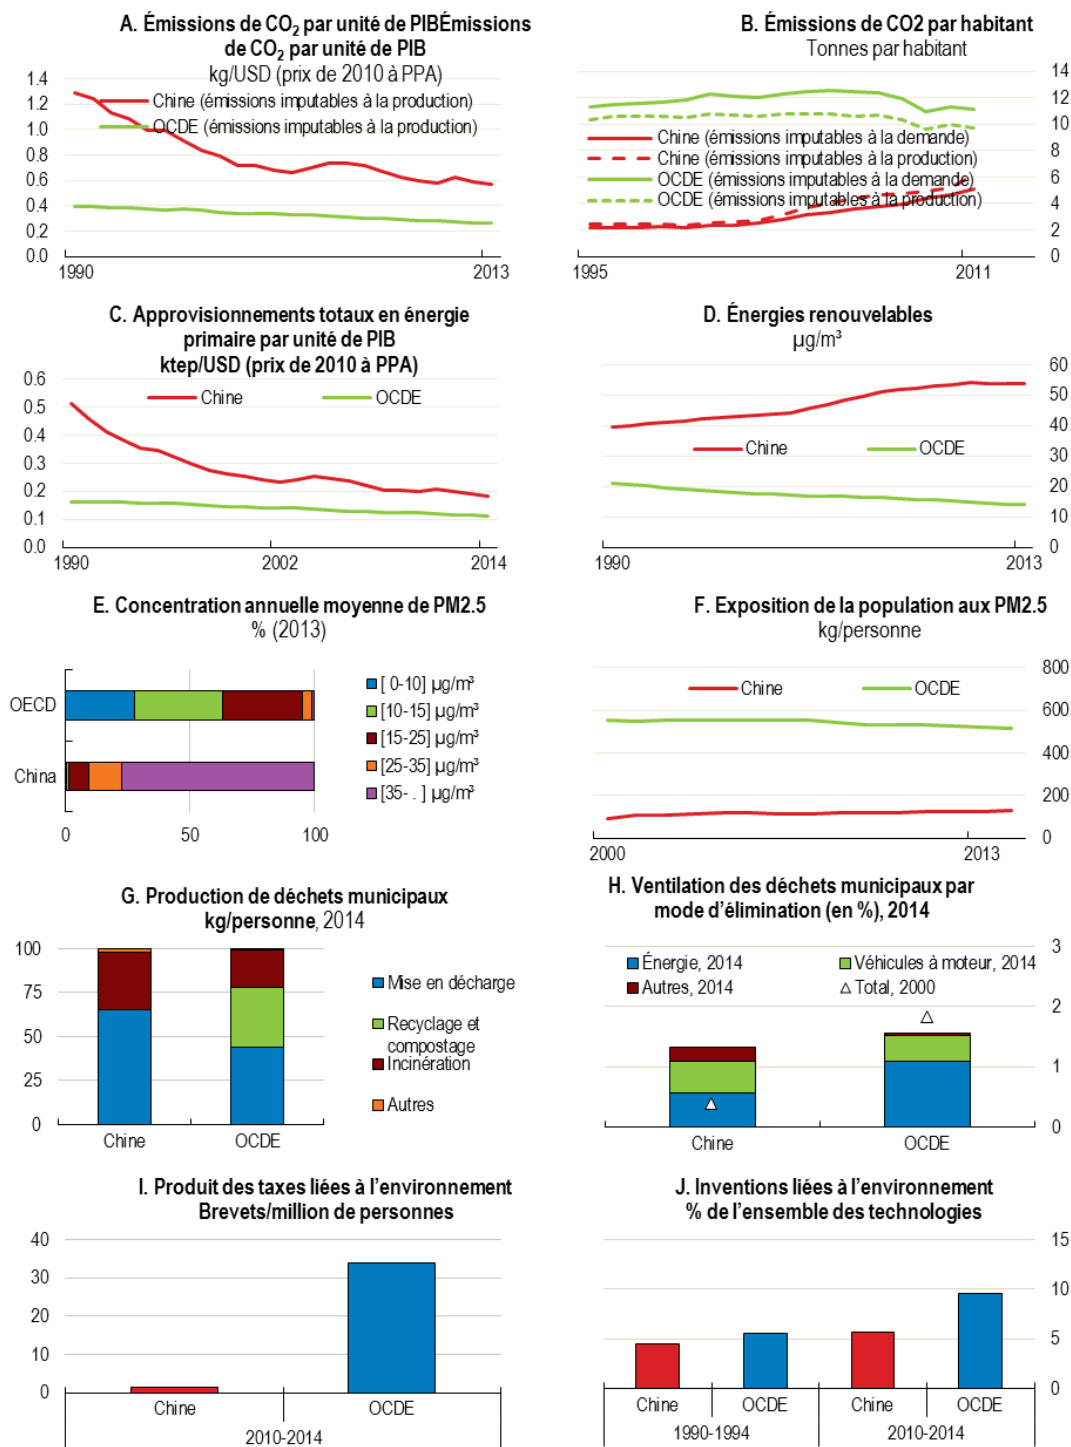 A. Émissions de CO₂ par unité de PIBÉmissions
de CO₂ par unité de PIB
kg/USD (prix de 2010 à PPA)
1.4
1.2
1.0
0.8
0.6
0.4
0.2
0.0
Chine (émissions imputables à la production)
OCDE (émissions imputables à la production)
1990
2013
B. Émissions de CO2 par habitant
Tonnes par habitant
14
12
10
8
6
4
2
0
Chine (émissions imputables à la demande)
Chine (émissions imputables à la production)
OCDE (émissions imputables à la demande)
OCDE (émissions imputables à la production)
1995
2011
C. Approvisionnements totaux en énergie
primaire par unité de PIB
ktep/USD (prix de 2010 à PPA)
0.6
0.5
0.4
0.3
0.2
0.1
0.0
Chine
OCDE
1990
2002
2014
D. Énergies renouvelables
µg/m³
60
50
40
30
20
10
0
Chine
OCDE
1990
2013
E. Concentration annuelle moyenne de PM2.5
% (2013)
OECD
China
0
50
100
[ 0-10] µg/m³
[10-15] µg/m³
[15-25] µg/m³
[25-35] µg/m³
[35- . ] µg/m³
F. Exposition de la population aux PM2.5
kg/personne
800
600
400
200
0
Chine
OCDE
2000
2013
G. Production de déchets municipaux
kg/personne, 2014
100
75
50
25
0
Chine
OCDE
Mise en décharge
Recyclage et
compostage
Incinération
Autres
H. Ventilation des déchets municipaux par
mode d'élimination (en %), 2014
3
2
1
0
Énergie, 2014
Véhicules à moteur, 2014
Autres, 2014
Total, 2000
Chine
OCDE
I. Produit des taxes liées à l'environnement
Brevets/million de personnes
40
30
20
10
0
Chine
OCDE
2010-2014
J. Inventions liées à l'environnement
% de l'ensemble des technologies
15
10
5
0
Chine
OCDE
Chine
OCDE
1990-1994
2010-2014